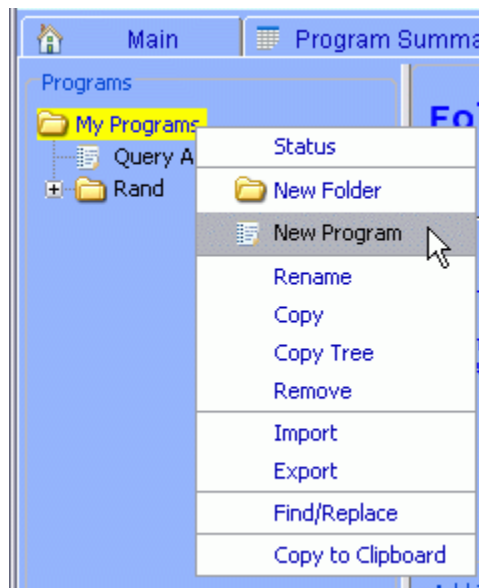 Main
Program Summa
Programs
My Programs
Fo
Query A
Rand
Status
New Folder
New Program
Rename
Copy
Copy Tree
Remove
Import
Export
Find/Replace
Copy to Clipboard